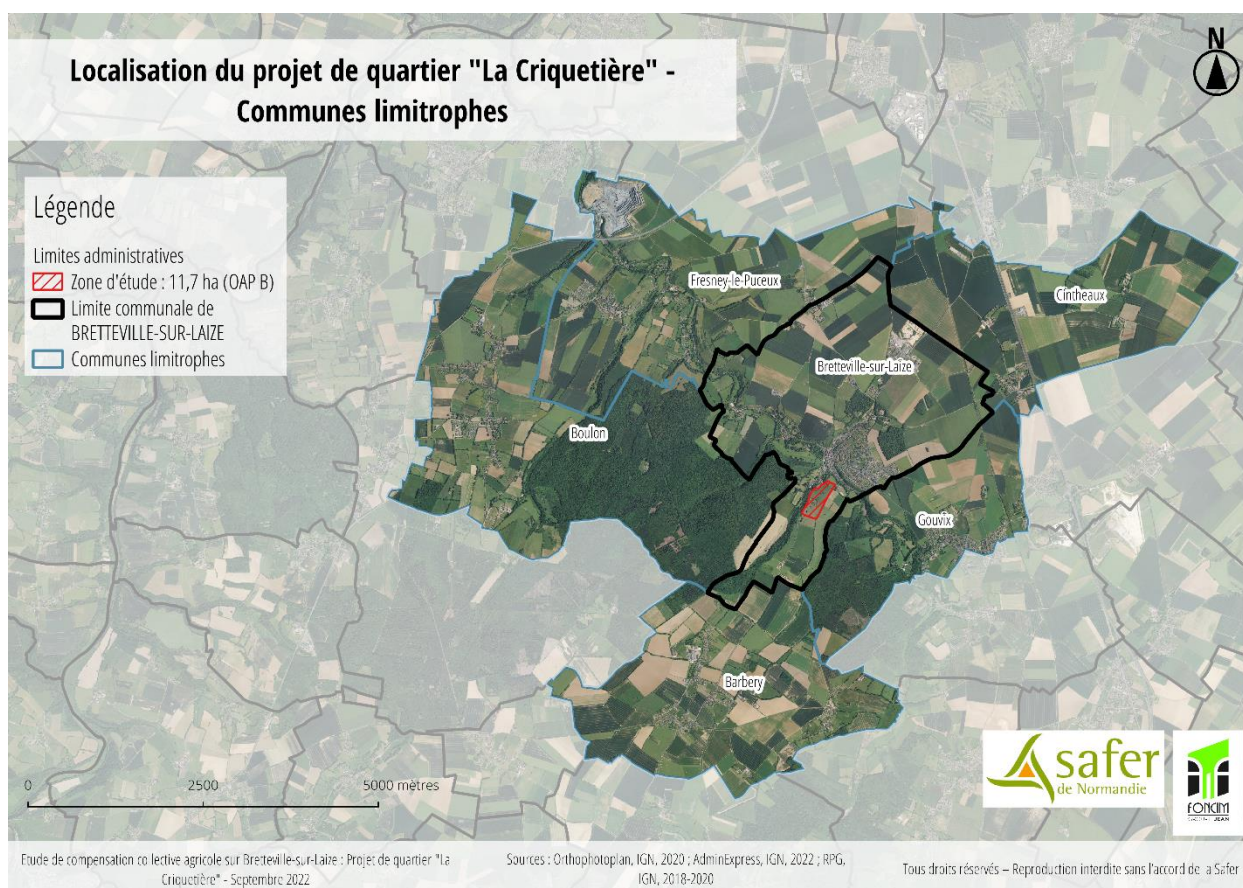 Localisation du projet de quartier "La Criquetière" -
Communes limitrophes
N
Légende
Limites administratives
Zone d'étude : 11,7 ha (OAP B)
Limite communale de
BRETTEVILLE-SUR-LAIZE
Communes limitrophes
Fresney-le-Puceux
Cintheaux
Bretteville-sur-Laize
Boulon
Gouvix
Barbery
0 2500 5000 mètres
safer
de Normandie
FONCIM
Etude de compensation co lective agricole sur Bretteville-sur-Laize : Projet de quartier "La
Criquetière" - Septembre 2022
Sources : Orthophotoplan, IGN, 2020 ; AdminExpress, IGN, 2022 ; RPG,
IGN, 2018-2020
Tous droits réservés – Reproduction interdite sans l'accord de a Safer